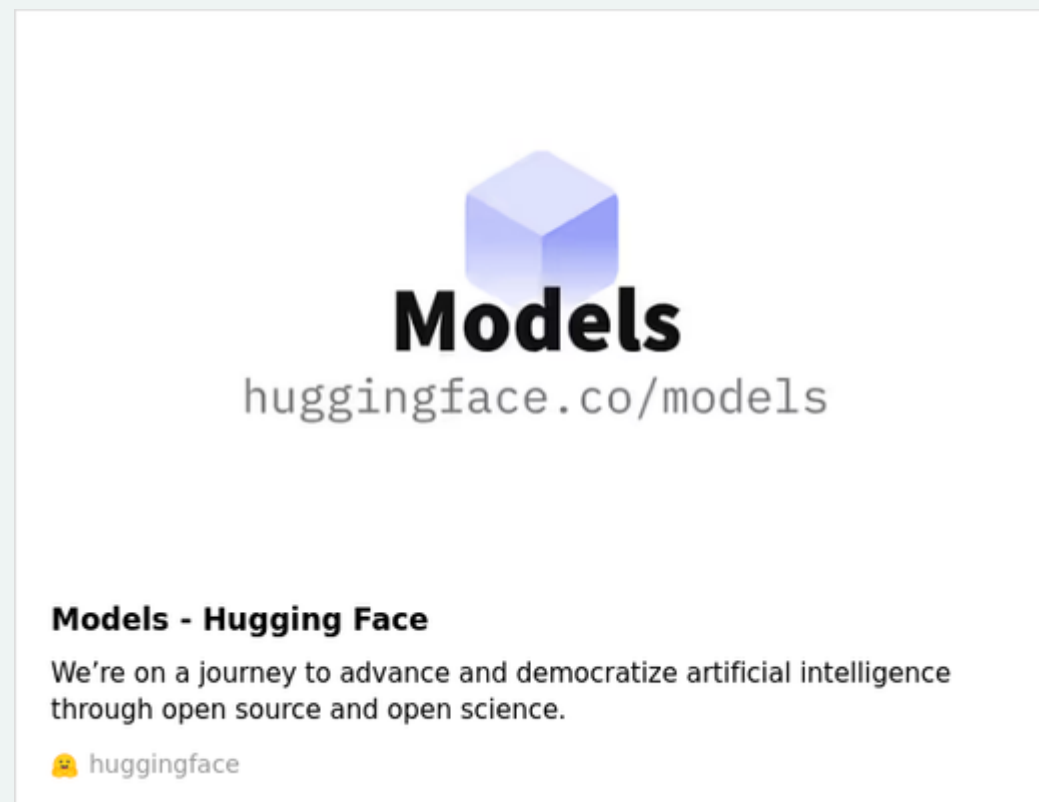 Models
huggingface.co/models
Models - Hugging Face
We’re on a journey to advance and democratize artificial intelligence
through open source and open science.
huggingface